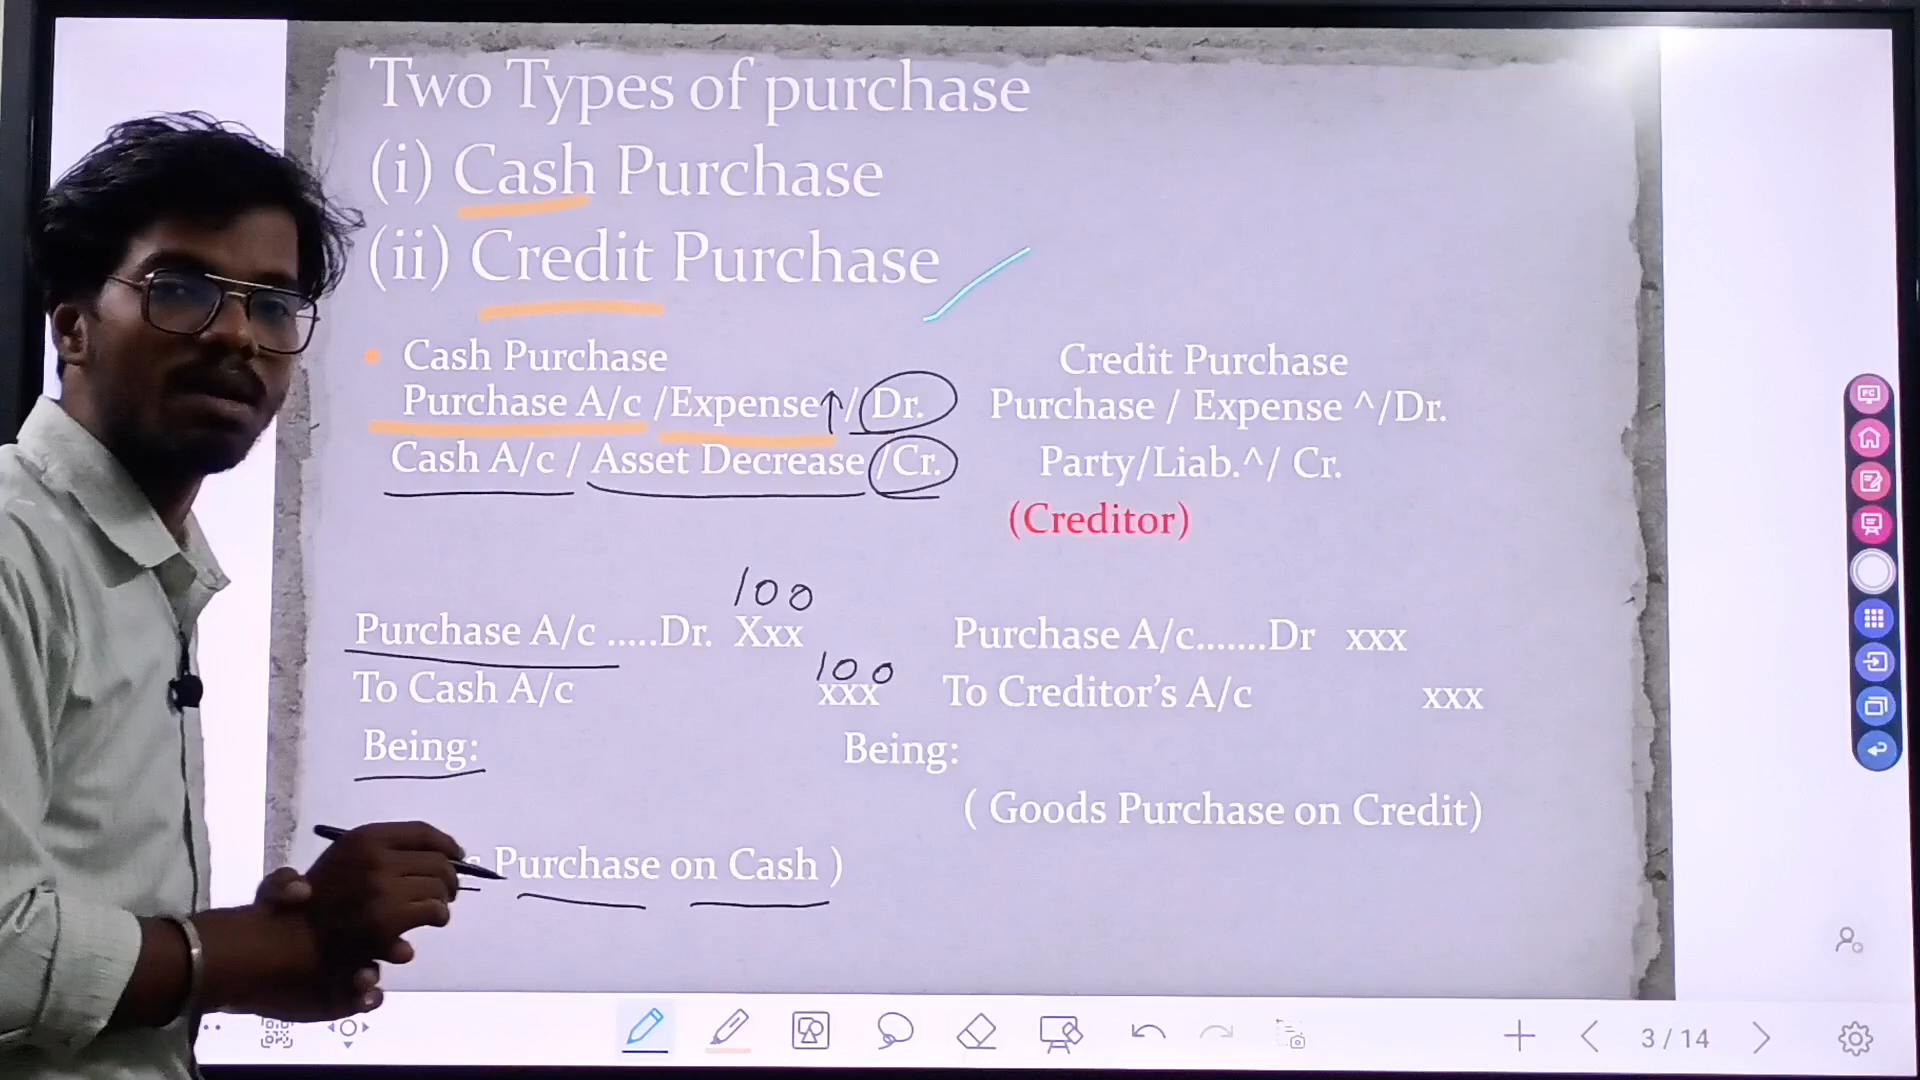 Two Types of purchase
(i) Cash Purchase
(ii) Credit Purchase
Cash Purchase
Purchase A/c /Expense↑/ Dr.
Cash A/c / Asset Decrease /Cr.
Credit Purchase
Purchase / Expense ^/Dr.
Party/Liab.^/ Cr.
(Creditor)
100
Purchase A/c .....Dr. Xxx
100
To Cash A/c xxx
Being:
Purchase on Cash )
Purchase A/c.......Dr xxx
To Creditor's A/c xxx
Being:
( Goods Purchase on Credit)
3 / 14